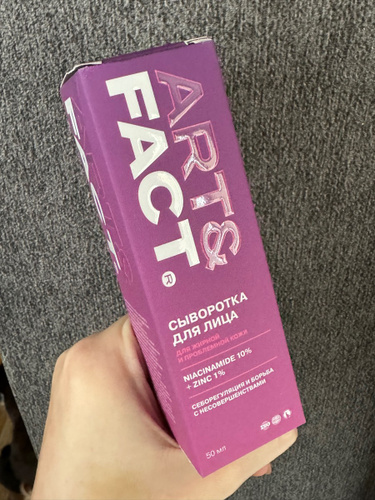 ART&
FACT®
СЫВОРОТКА
ДЛЯ ЛИЦА
ДЛЯ ЖИРНОЙ
И ПРОБЛЕМНОЙ КОЖИ
NIACINAMIDE 10%
+ ZINC 1%
СЕБОРЕГУЛЯЦИЯ И БОРЬБА
С НЕСОВЕРШЕНСТВАМИ
50 МЛ